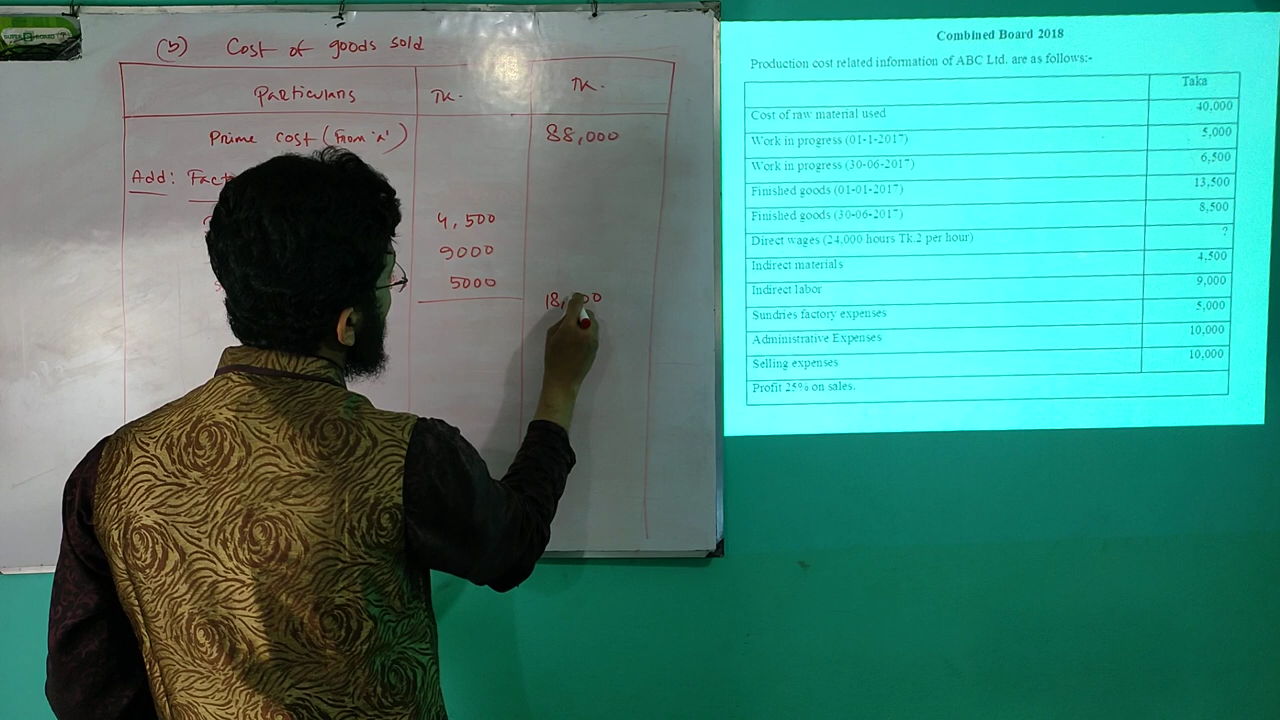 (b) Cost of goods sold
Particulars Tk. Tk.
Prime cost (From 'a') 88,000
Add:
4,500
9000
5000
Combined Board 2018
Production cost related information of ABC Ltd. are as follows:-
Taka
Cost of raw material used 40,000
Work in progress (01-1-2017) 5,000
Work in progress (30-06-2017) 6,500
Finished goods (01-01-2017) 13,500
Finished goods (30-06-2017) 8,500
Direct wages (24,000 hours Tk.2 per hour) ?
Indirect materials 4,500
Indirect labor 9,000
Sundries factory expenses 5,000
Administrative Expenses 10,000
Selling expenses 10,000
Profit 25% on sales.